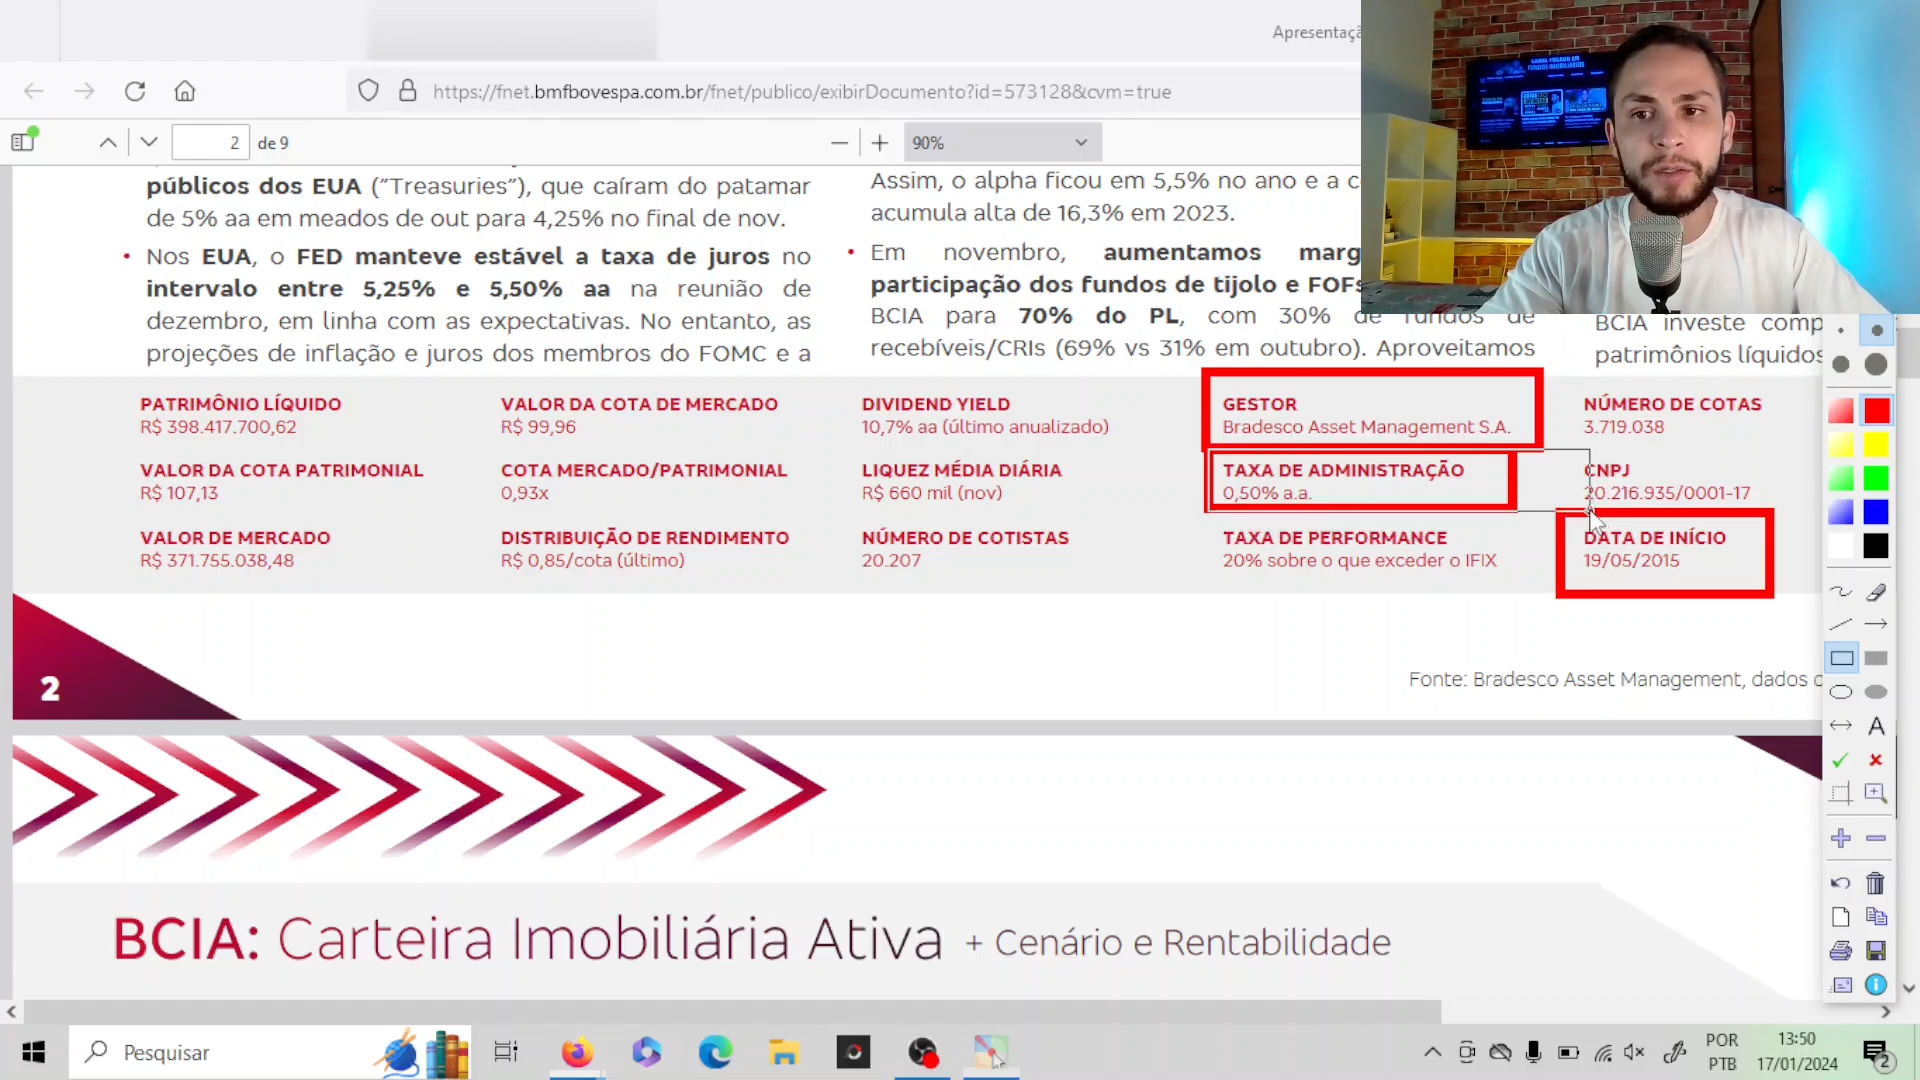 Apresentaçã
https://fnet.bmfbovespa.com.br/fnet/publico/exibirDocumento?id=573128&cvm=true
2 de 9
90%
públicos dos EUA ("Treasuries"), que caíram do patamar
de 5% aa em meados de out para 4,25% no final de nov.
• Nos EUA, o FED manteve estável a taxa de juros no
intervalo entre 5,25% e 5,50% aa na reunião de
dezembro, em linha com as expectativas. No entanto, as
projeções de inflação e juros dos membros do FOMC e a
Assim, o alpha ficou em 5,5% no ano e a c
acumula alta de 16,3% em 2023.
• Em novembro, aumentamos marg
participação dos fundos de tijolo e FOFs
BCIA para 70% do PL, com 30% de fundos de
recebíveis/CRIs (69% vs 31% em outubro). Aproveitamos
BCIA investe comp
patrimônios líquidos
PATRIMÔNIO LÍQUIDO
R$ 398.417.700,62
VALOR DA COTA DE MERCADO
R$ 99,96
DIVIDEND YIELD
10,7% aa (último anualizado)
GESTOR
Bradesco Asset Management S.A.
NÚMERO DE COTAS
3.719.038
VALOR DA COTA PATRIMONIAL
R$ 107,13
COTA MERCADO/PATRIMONIAL
0,93x
LIQUEZ MÉDIA DIÁRIA
R$ 660 mil (nov)
TAXA DE ADMINISTRAÇÃO
0,50% a.a.
CNPJ
20.216.935/0001-17
VALOR DE MERCADO
R$ 371.755.038,48
DISTRIBUIÇÃO DE RENDIMENTO
R$ 0,85/cota (último)
NÚMERO DE COTISTAS
20.207
TAXA DE PERFORMANCE
20% sobre o que exceder o IFIX
DATA DE INÍCIO
19/05/2015
2
Fonte: Bradesco Asset Management, dados
BCIA: Carteira Imobiliária Ativa + Cenário e Rentabilidade
A
Pesquisar
POR
PTB
13:50
17/01/2024
2